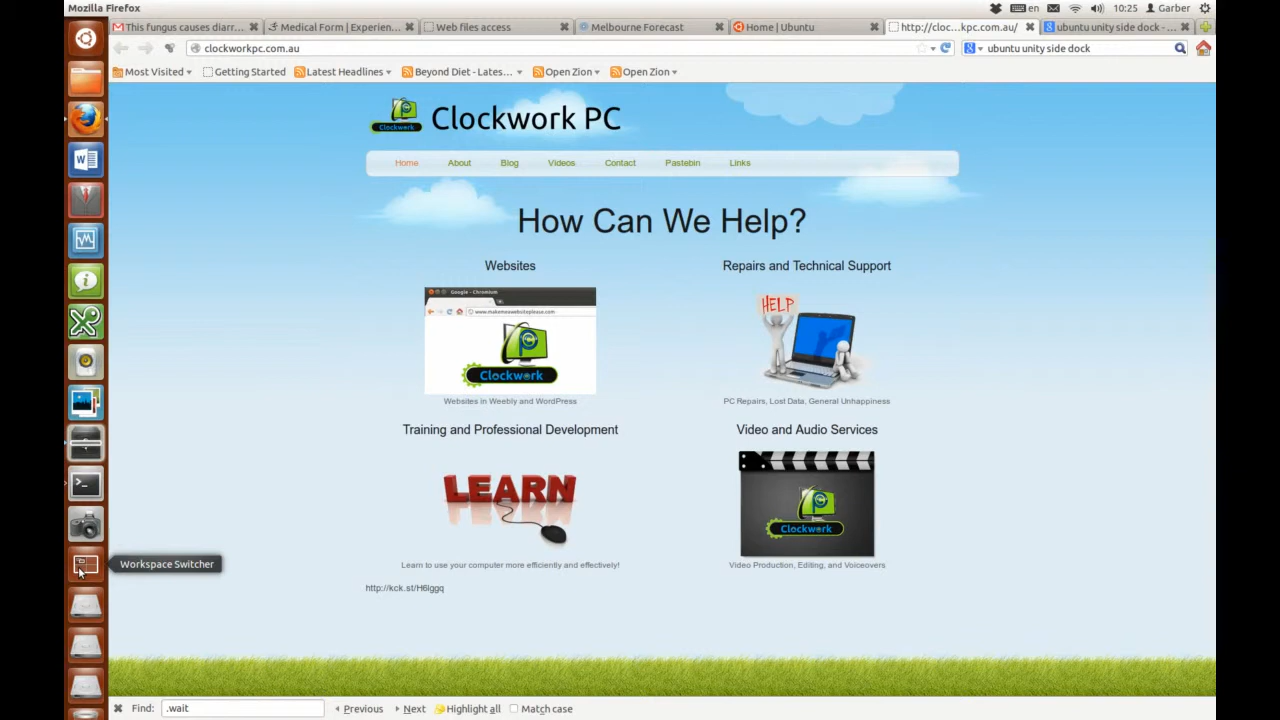 Mozilla Firefox
en
10:25
Garber
This fungus causes diarr...
Medical Form | Experien...
Web files access
Melbourne Forecast
Home | Ubuntu
http://cloc...kpc.com.au/
ubuntu unity side dock - ...
clockworkpc.com.au
ubuntu unity side dock
Most Visited
Getting Started
Latest Headlines
Beyond Diet - Lates...
Open Zion
Open Zion
Clockwork
Clockwork PC
Home
About
Blog
Videos
Contact
Pastebin
Links
How Can We Help?
Websites
Repairs and Technical Support
Google - Chromium
www.makemeawebsiteplease.com
Clockwork
HELP
Websites in Weebly and WordPress
PC Repairs, Lost Data, General Unhappiness
Training and Professional Development
Video and Audio Services
LEARN
Clockwork
Workspace Switcher
Learn to use your computer more efficiently and effectively!
Video Production, Editing, and Voiceovers
http://kck.st/H6lggq
Find:
.wait
Previous
Next
Highlight all
Match case